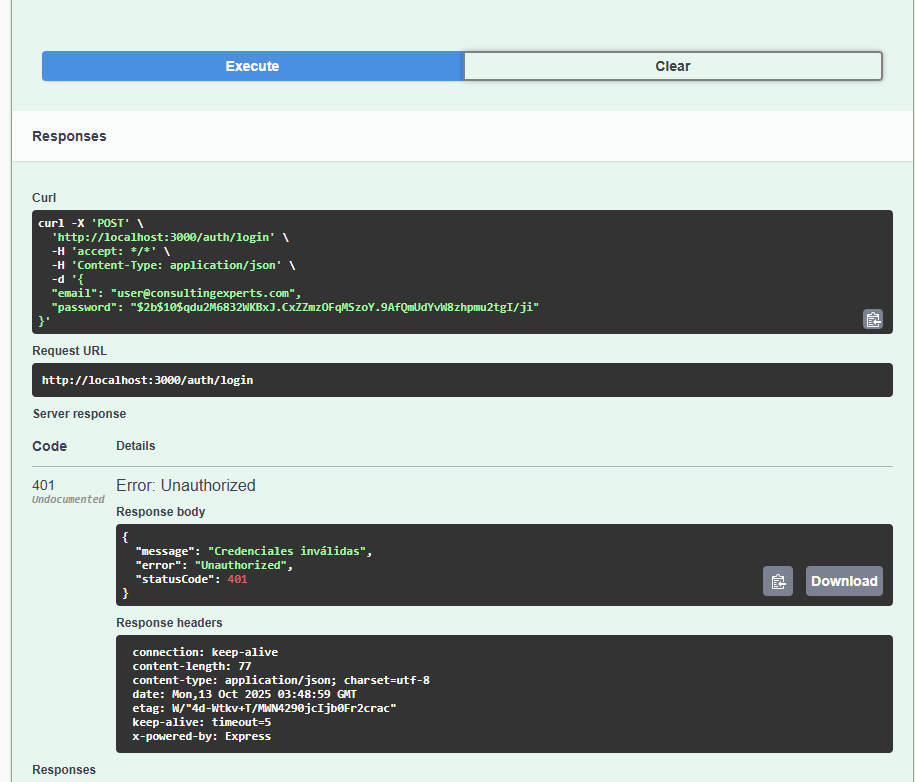 Execute
Clear
Responses
Curl
curl -X 'POST' \
'http://localhost:3000/auth/login' \
-H 'accept: */*' \
-H 'Content-Type: application/json' \
-d '{
"email": "user@consultingexperts.com",
"password": "$2b$10$qdu2M6832WKBxJ.CxZZmzOFqMSzoY.9AfQmUdYvW8zhpmu2tgI/ji"
}'
Request URL
http://localhost:3000/auth/login
Server response
Code
Details
401
Undocumented
Error: Unauthorized
Response body
{
"message": "Credenciales inválidas",
"error": "Unauthorized",
"statusCode": 401
}
Download
Response headers
connection: keep-alive
content-length: 77
content-type: application/json; charset=utf-8
date: Mon,13 Oct 2025 03:48:59 GMT
etag: W/"4d-Wtkv+T/MWN4290jcIjb0Fr2crac"
keep-alive: timeout=5
x-powered-by: Express
Responses